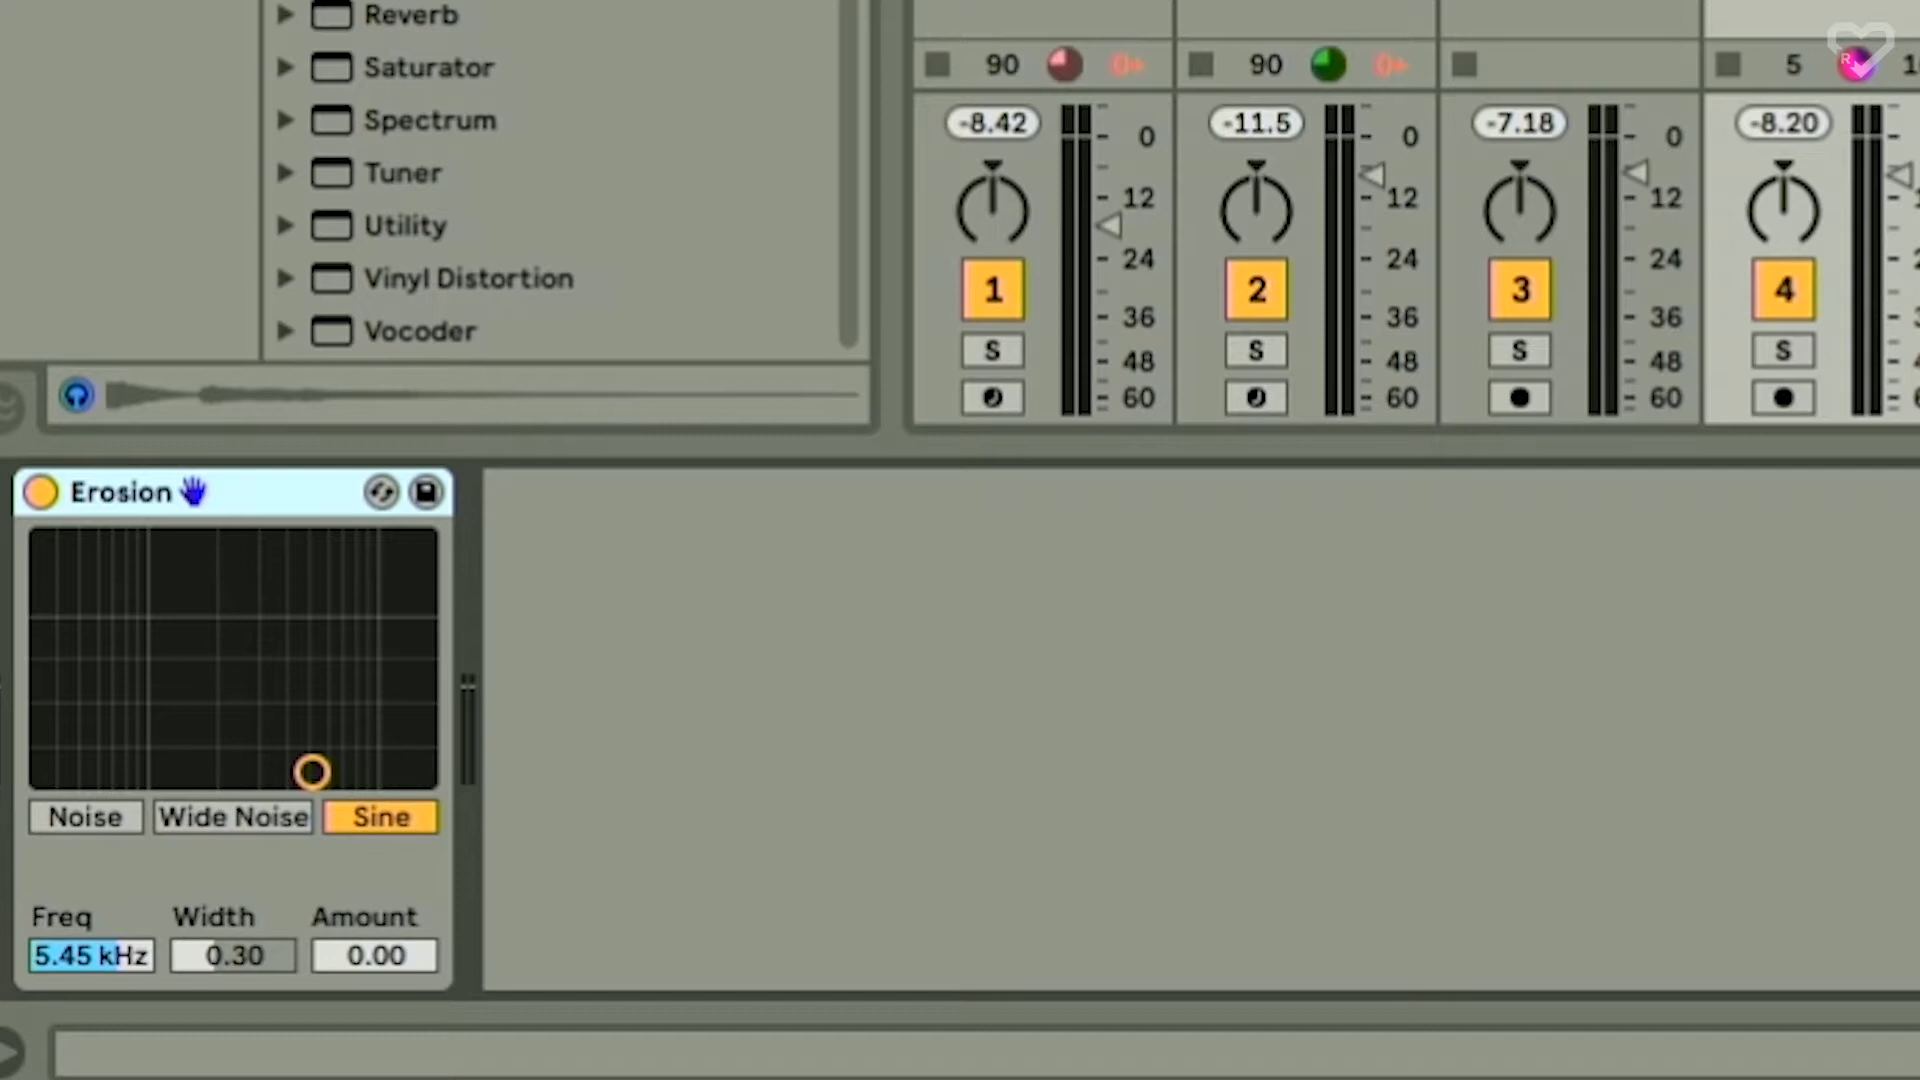 Reverb
Saturator
Spectrum
Tuner
Utility
Vinyl Distortion
Vocoder
90 0+ 90 0+ 5
-8.42 -11.5 -7.18 -8.20
0 12 24 36 48 60
0 12 24 36 48 60
0 12 24 36 48 60
1 2 3 4
S S S S
Erosion
Noise Wide Noise Sine
Freq Width Amount
5.45 kHz 0.30 0.00
R